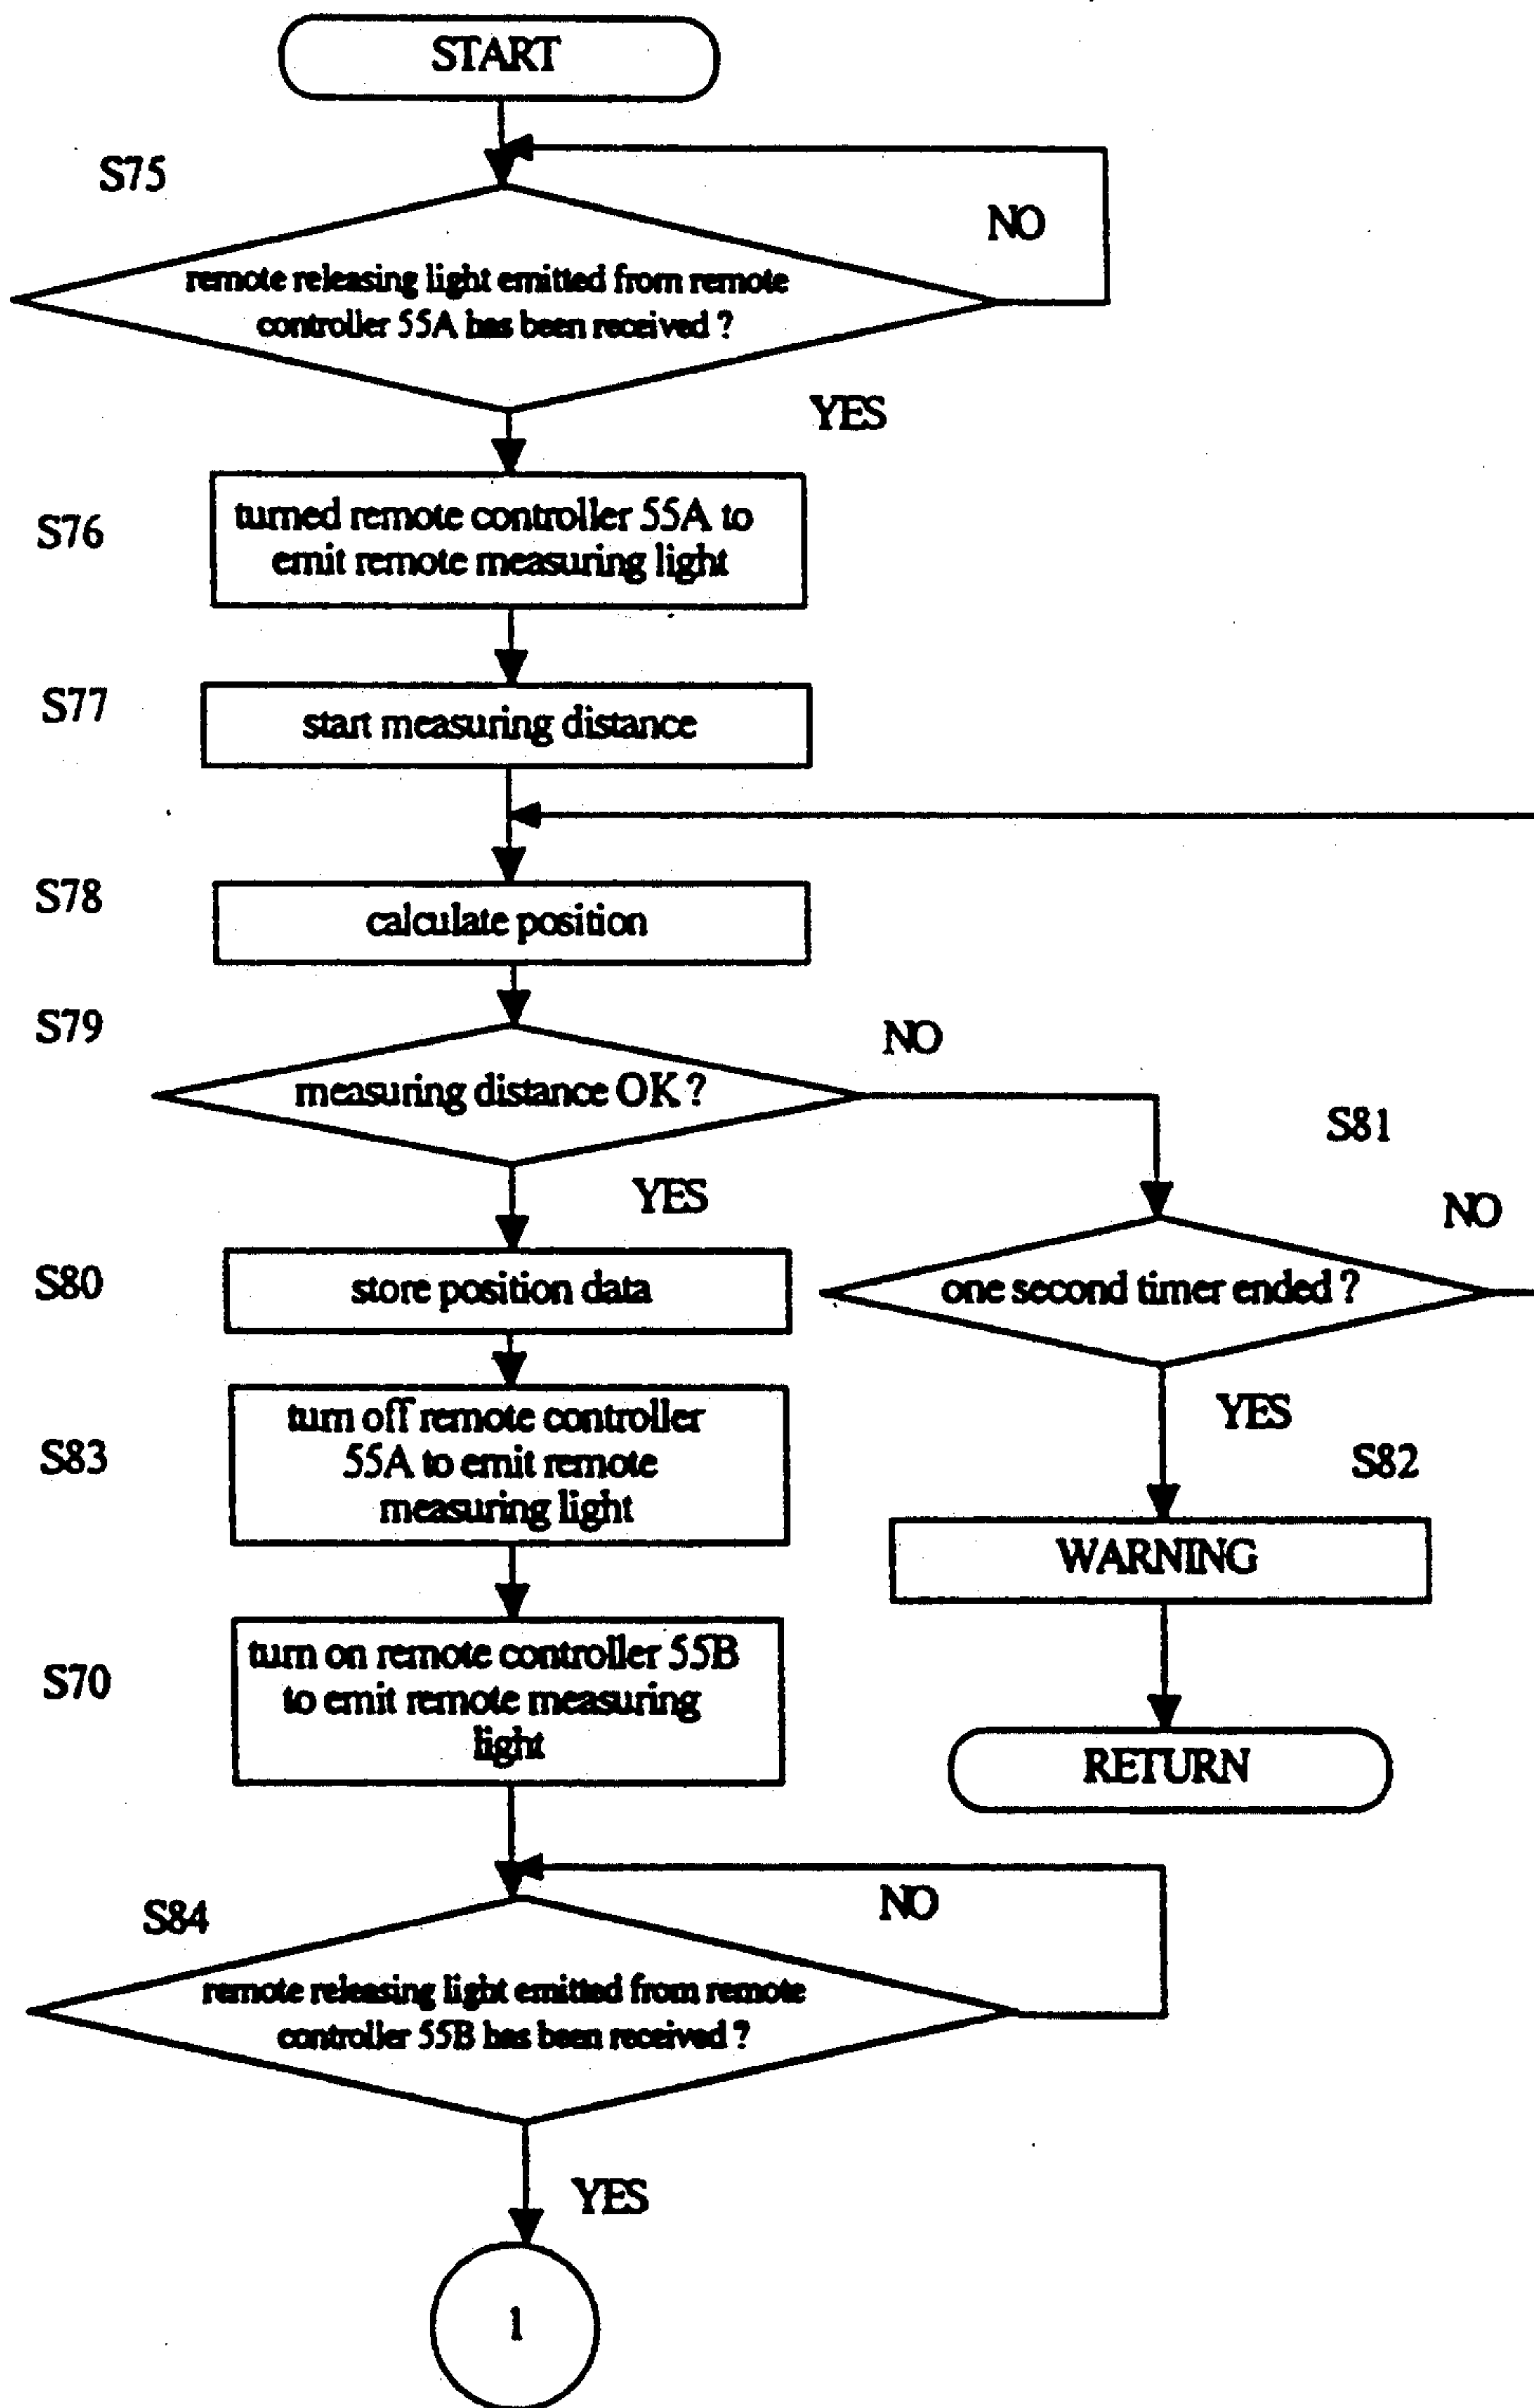 START
S75
NO
remote releasing light emitted from remote
controller 55A has been received ?
YES
S76
turned remote controller 55A to
emit remote measuring light
S77
start measuring distance
S78
calculate position
S79
NO
measuring distance OK ?
S81
YES
NO
S80
store position data
one second timer ended ?
S83
turn off remote controller
55A to emit remote
measuring light
YES
S82
WARNING
S70
turn on remote controller 55B
to emit remote measuring
light
RETURN
S84
NO
remote releasing light emitted from remote
controller 55B has been received ?
YES
1